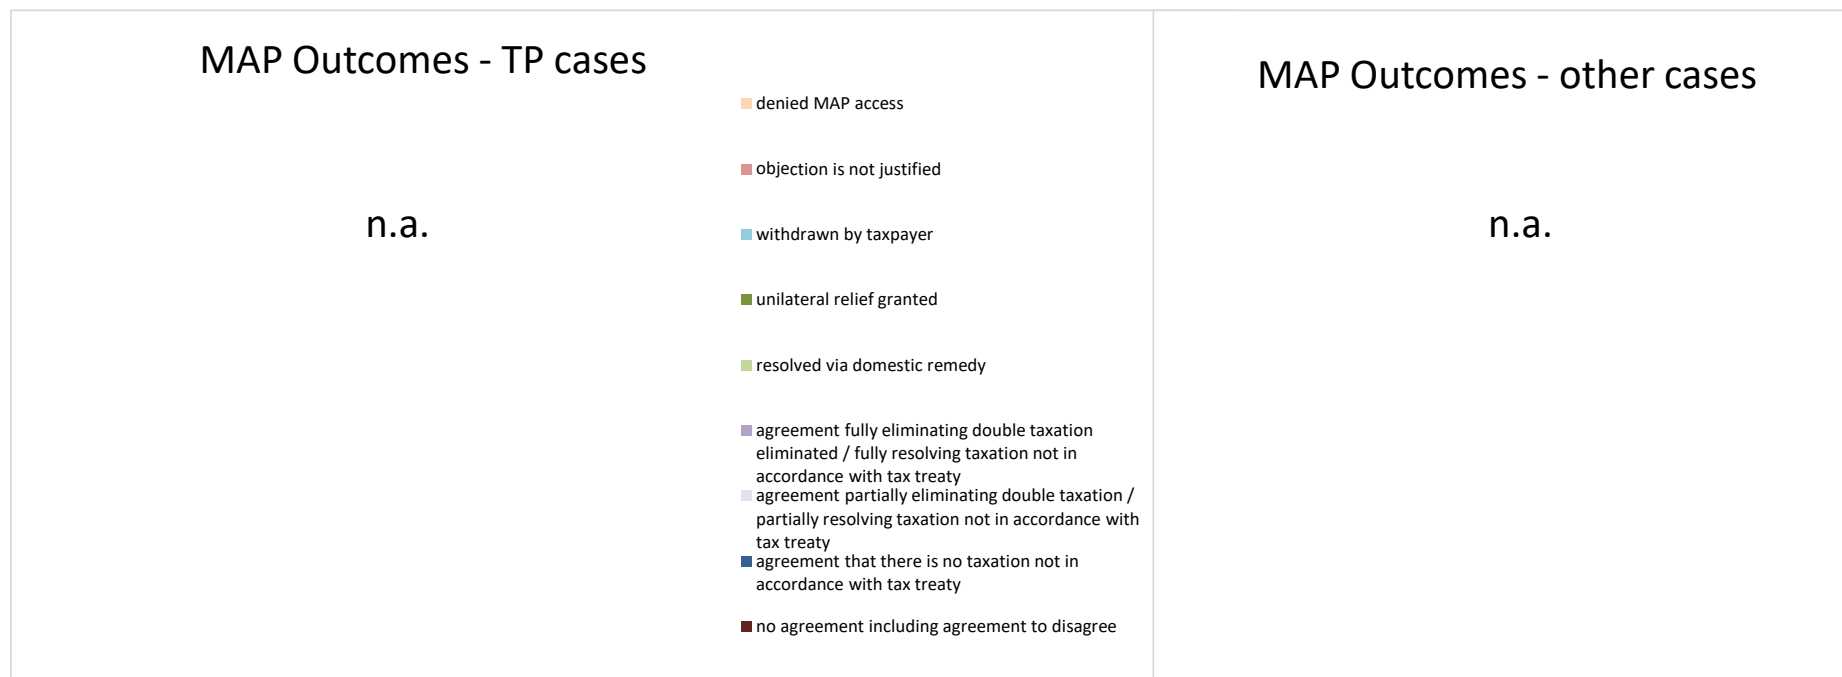 MAP Outcomes - TP cases
n.a.
denied MAP access
objection is not justified
withdrawn by taxpayer
unilateral relief granted
resolved via domestic remedy
agreement fully eliminating double taxation
eliminated / fully resolving taxation not in
accordance with tax treaty
agreement partially eliminating double taxation /
partially resolving taxation not in accordance with
tax treaty
agreement that there is no taxation not in
accordance with tax treaty
no agreement including agreement to disagree
MAP Outcomes - other cases
n.a.